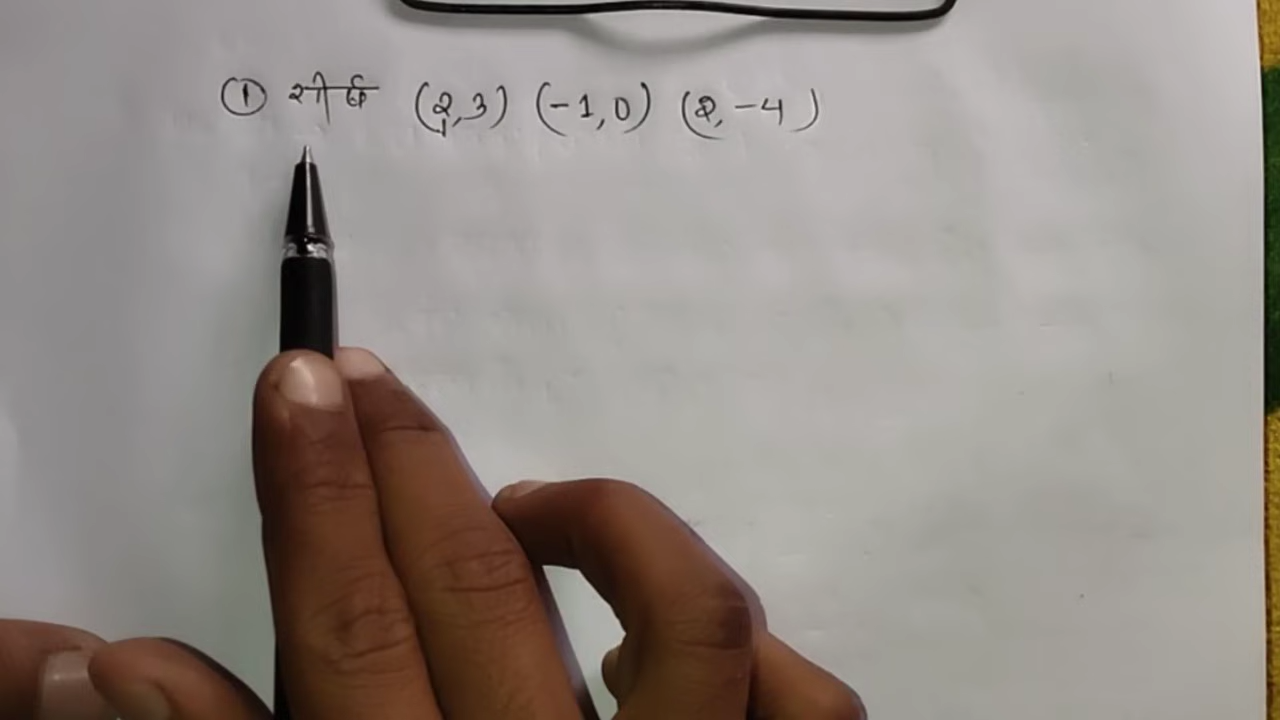 ① शीर्ष (2,3) (-1,0) (2,-4)